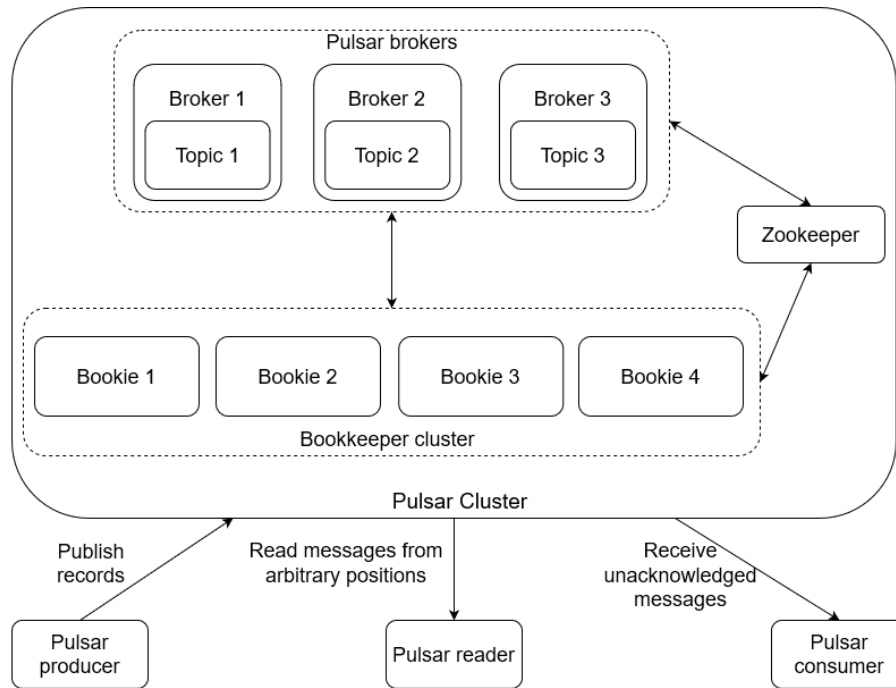 Pulsar brokers
Broker 1
Broker 2
Broker 3
Topic 1
Topic 2
Topic 3
Zookeeper
Bookie 1
Bookie 2
Bookie 3
Bookie 4
Bookkeeper cluster
Pulsar Cluster
Publish
records
Read messages from
arbitrary positions
Receive
unacknowledged
messages
Pulsar
producer
Pulsar reader
Pulsar
consumer